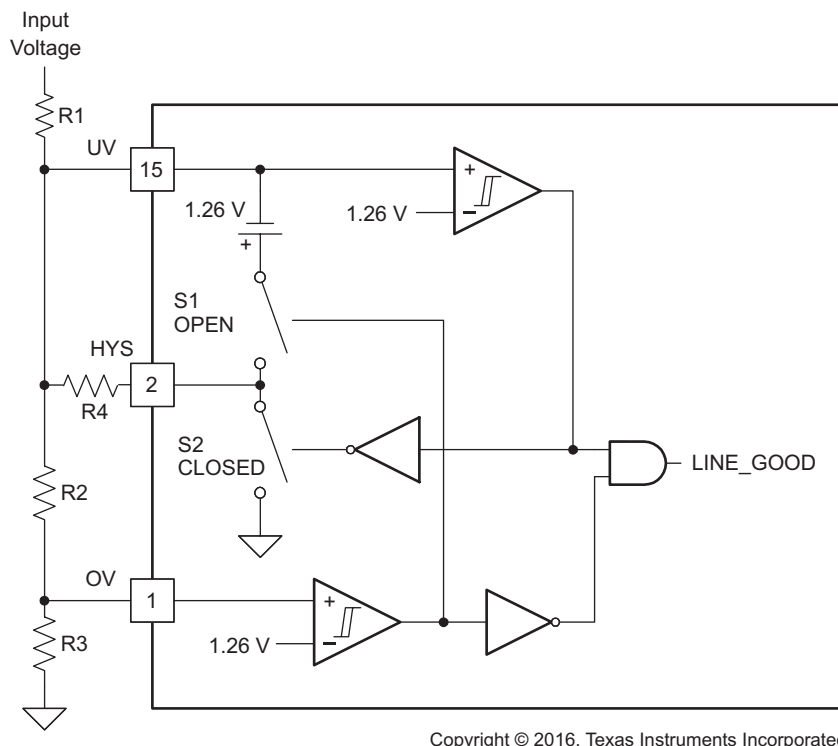 Input
Voltage
R1
UV
15
1.26 V
+
+
−
1.26 V
S1
OPEN
HYS
2
R4
S2
CLOSED
LINE_GOOD
R2
OV
1
+
−
1.26 V
R3
Copyright © 2016, Texas Instruments Incorporated